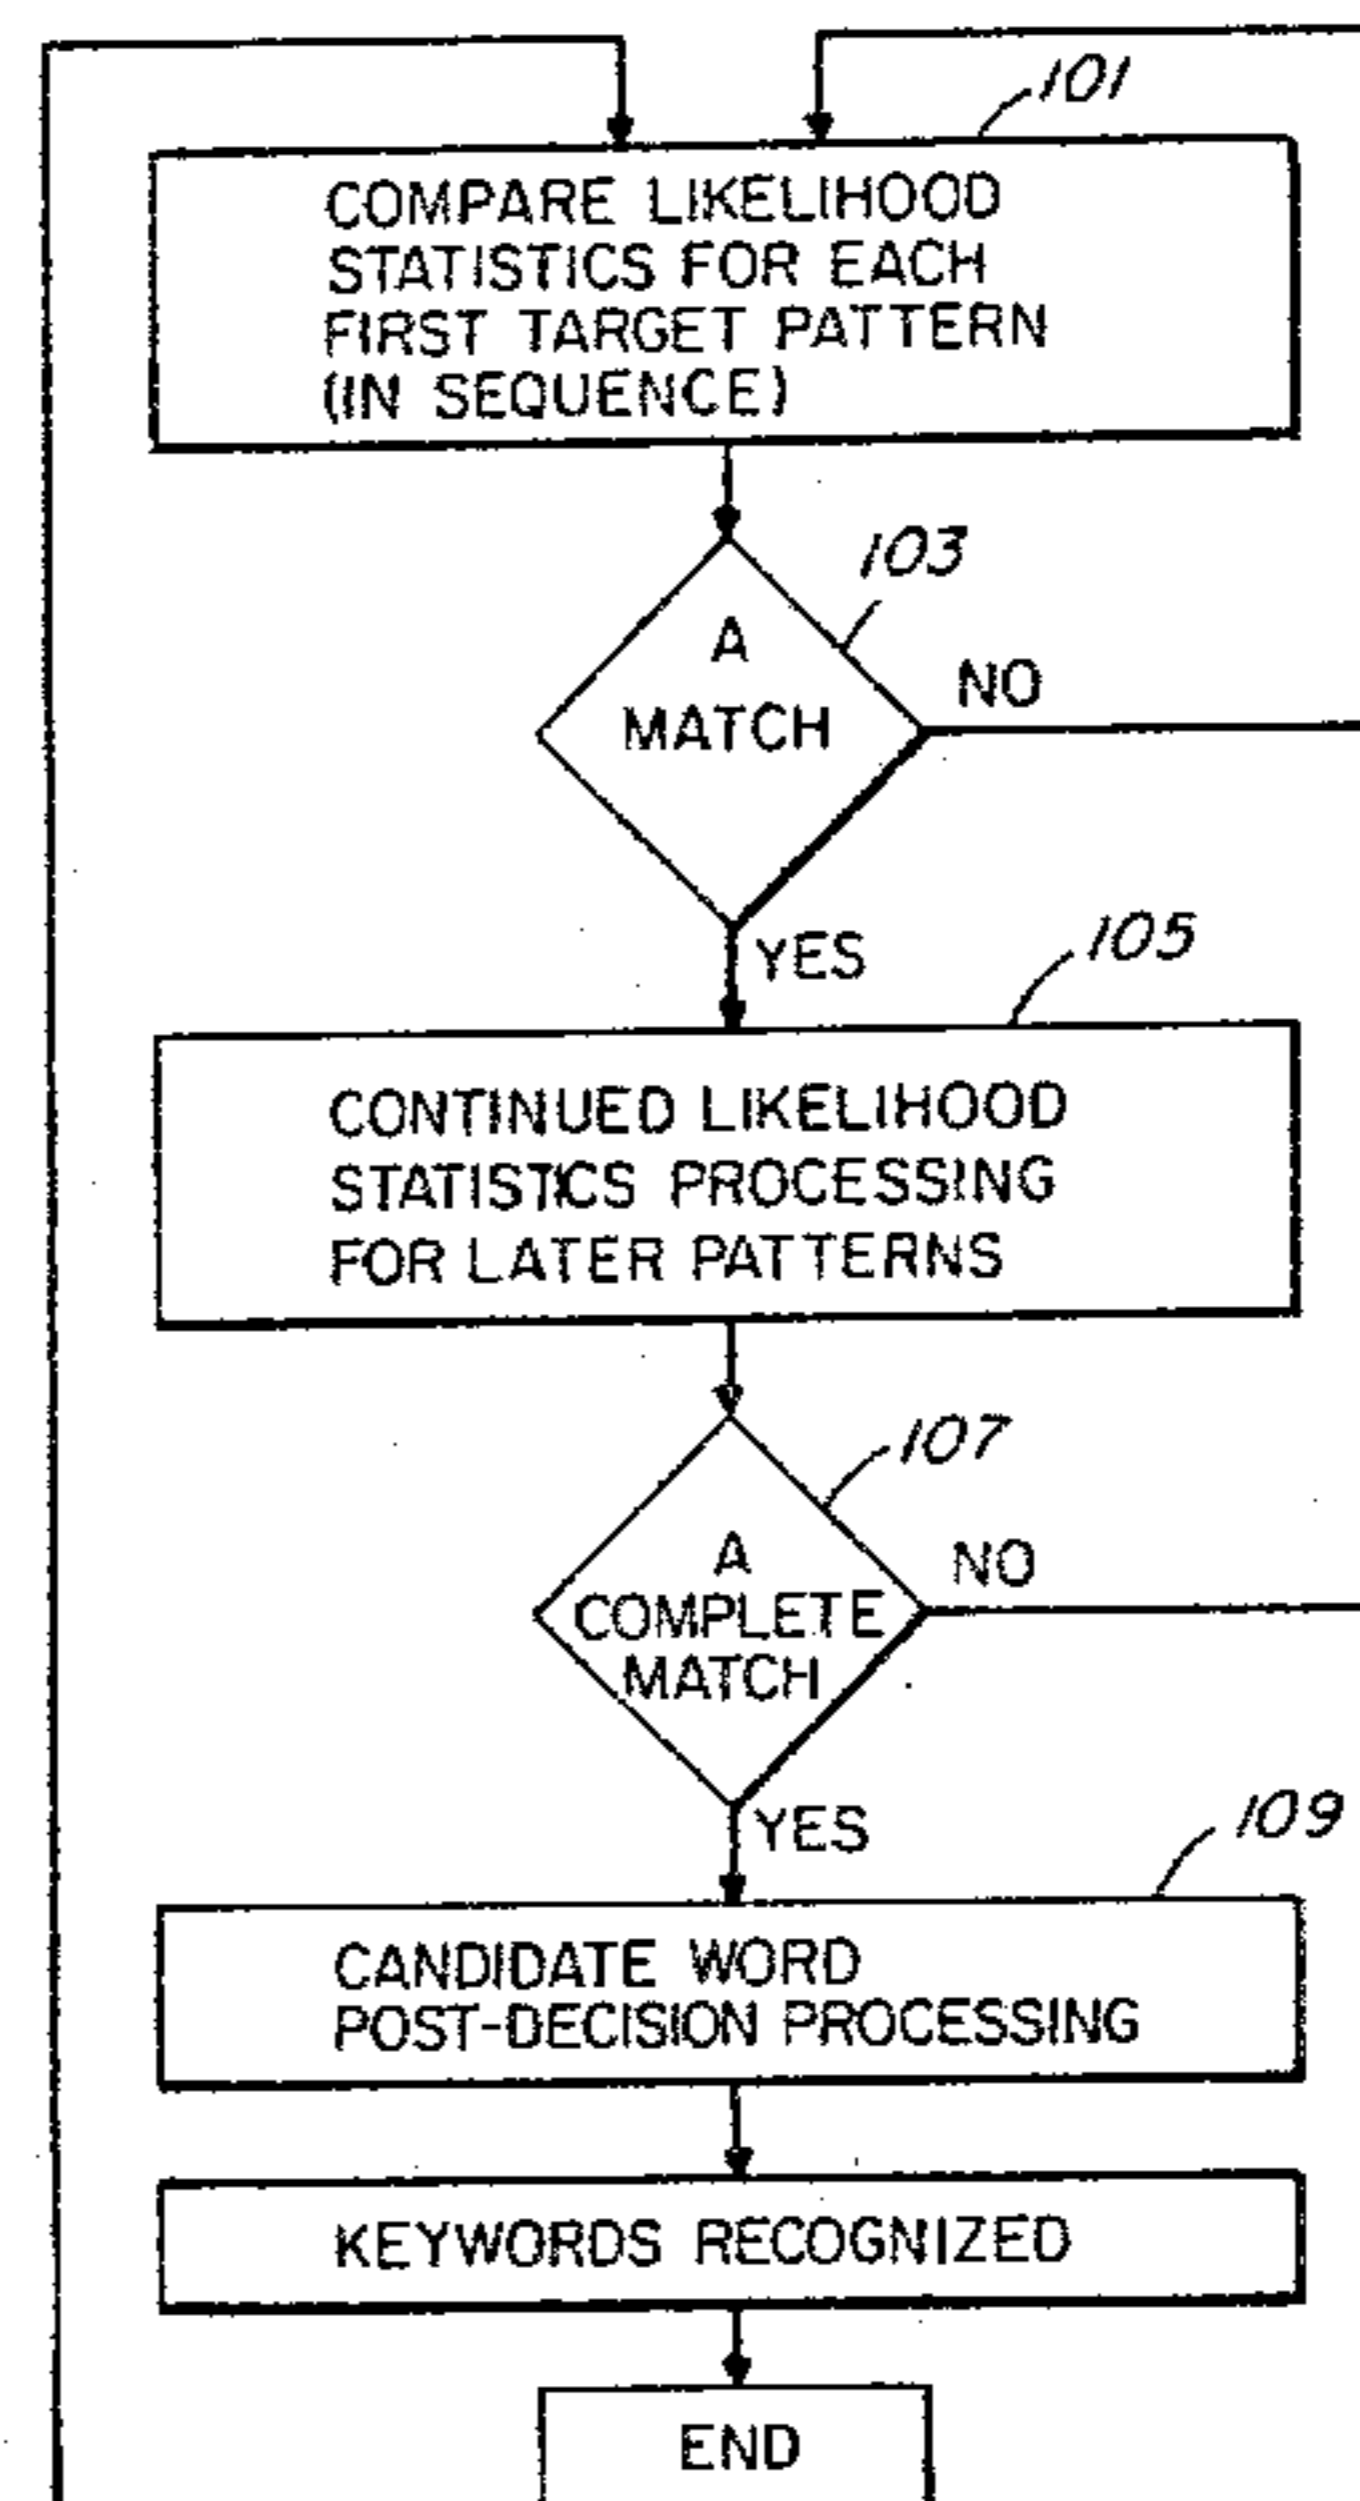 101
COMPARE LIKELIHOOD
STATISTICS FOR EACH
FIRST TARGET PATTERN
(IN SEQUENCE)
103
A
MATCH
NO
YES
105
CONTINUED LIKELIHOOD
STATISTICS PROCESSING
FOR LATER PATTERNS
107
A
COMPLETE
MATCH
NO
YES
109
CANDIDATE WORD
POST-DECISION PROCESSING
KEYWORDS RECOGNIZED
END